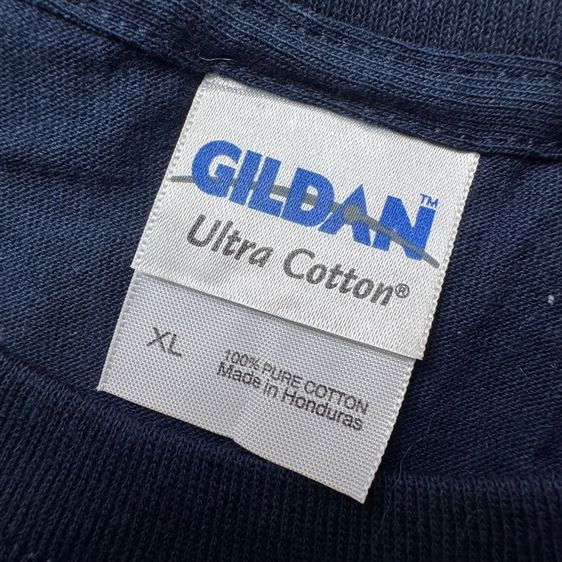 GILDAN™
Ultra Cotton®
XL
100% PURE COTTON
Made in Honduras